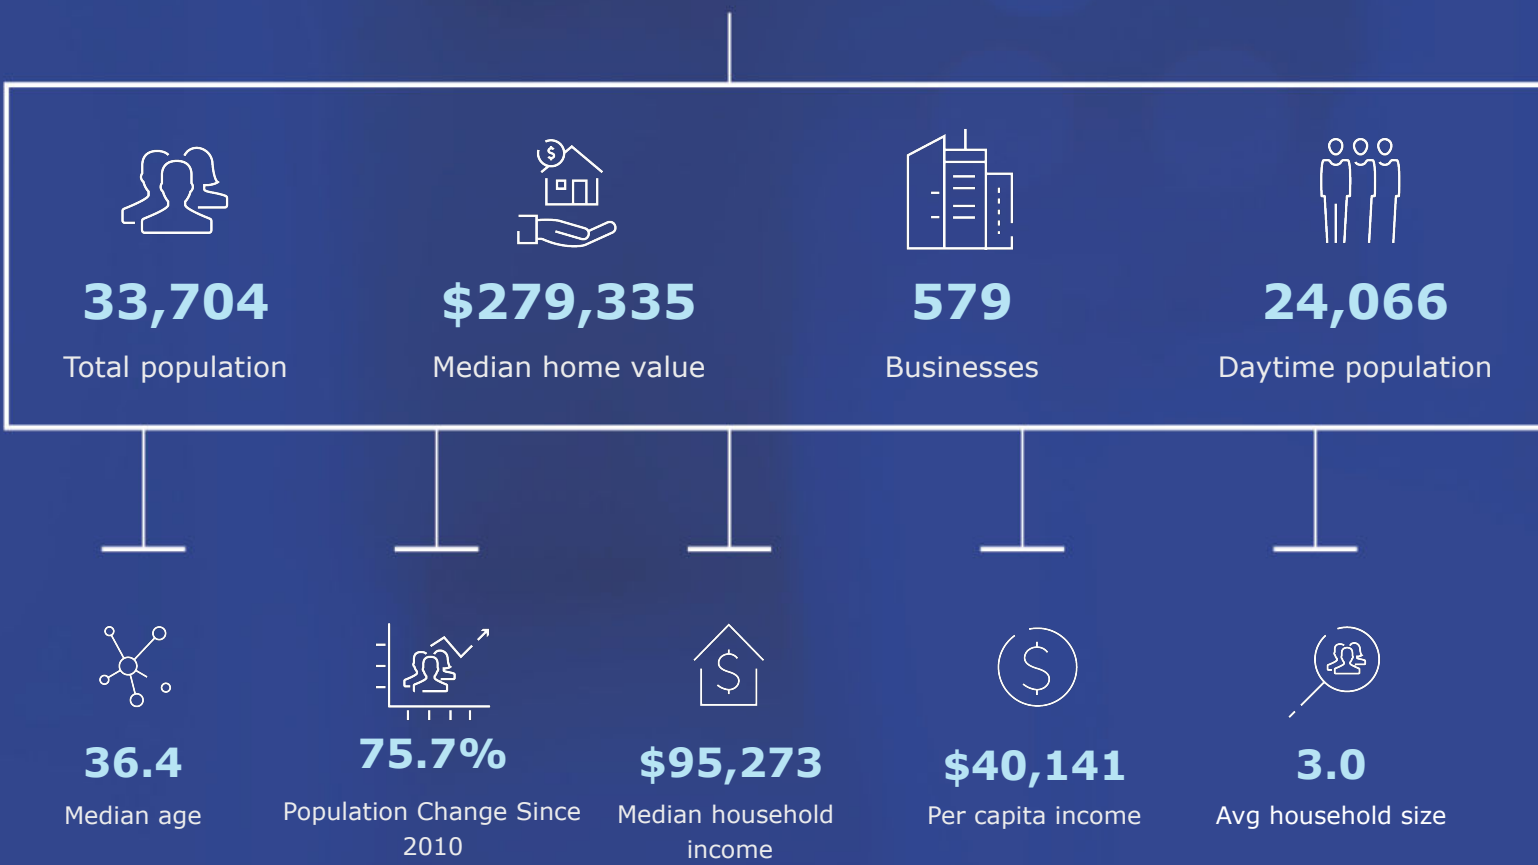 33,704
Total population
$279,335
Median home value
579
Businesses
24,066
Daytime population
36.4
Median age
75.7%
Population Change Since
2010
$95,273
Median household
income
$40,141
Per capita income
3.0
Avg household size